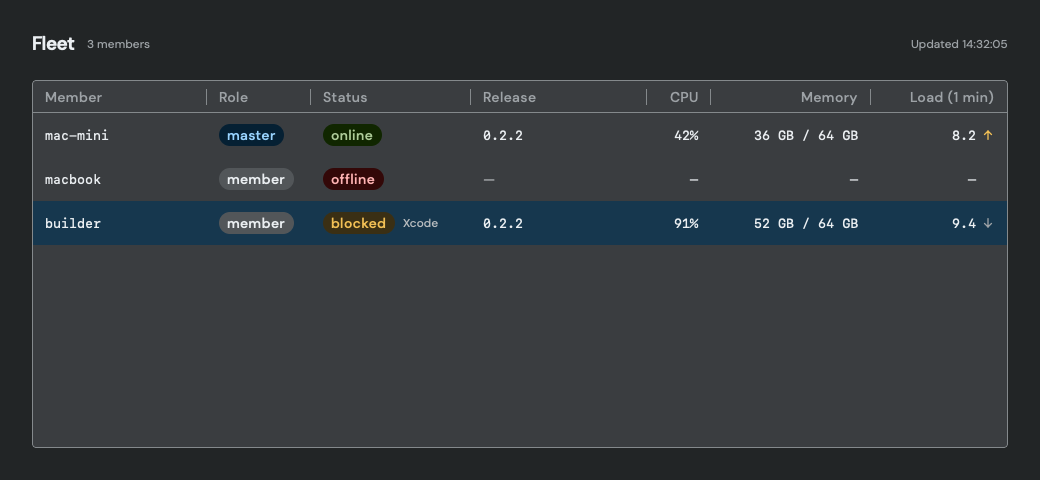 Fleet 3 members Updated 14:32:05
Member Role Status Release CPU Memory Load (1 min)
mac-mini master online 0.2.2 42% 36 GB / 64 GB 8.2 ↑
macbook member offline — — — —
builder member blocked Xcode 0.2.2 91% 52 GB / 64 GB 9.4 ↓